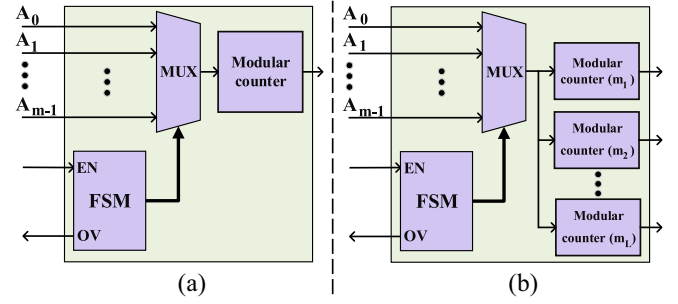 A0
A1
Am-1
MUX
Modular
counter
EN
FSM
OV
(a)
A0
A1
Am-1
MUX
Modular
counter (m1)
Modular
counter (m2)
Modular
counter (mL)
EN
FSM
OV
(b)